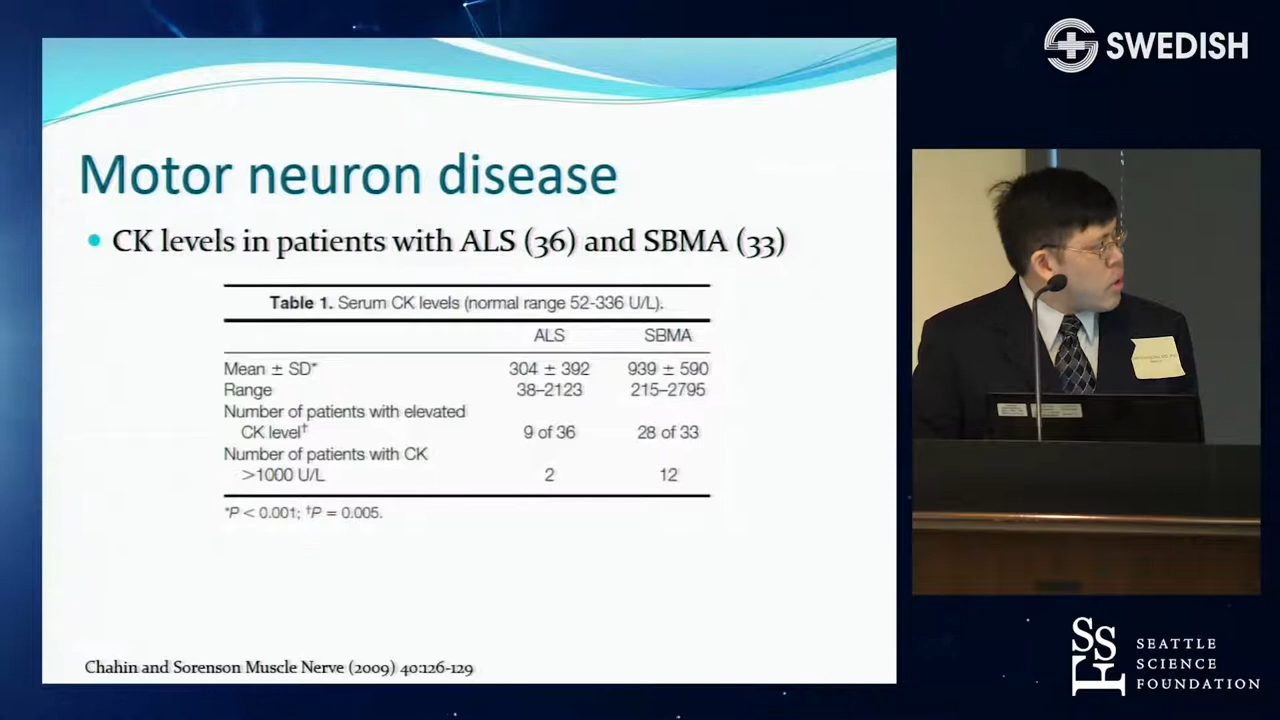 SWEDISH
Motor neuron disease
• CK levels in patients with ALS (36) and SBMA (33)
Table 1. Serum CK levels (normal range 52-336 U/L).
ALS SBMA
Mean ± SD* 304 ± 392 939 ± 590
Range 38–2123 215–2795
Number of patients with elevated
CK level† 9 of 36 28 of 33
Number of patients with CK
>1000 U/L 2 12
*P < 0.001; †P = 0.005.
Chahin and Sorenson Muscle Nerve (2009) 40:126-129
SSF
SEATTLE
SCIENCE
FOUNDATION